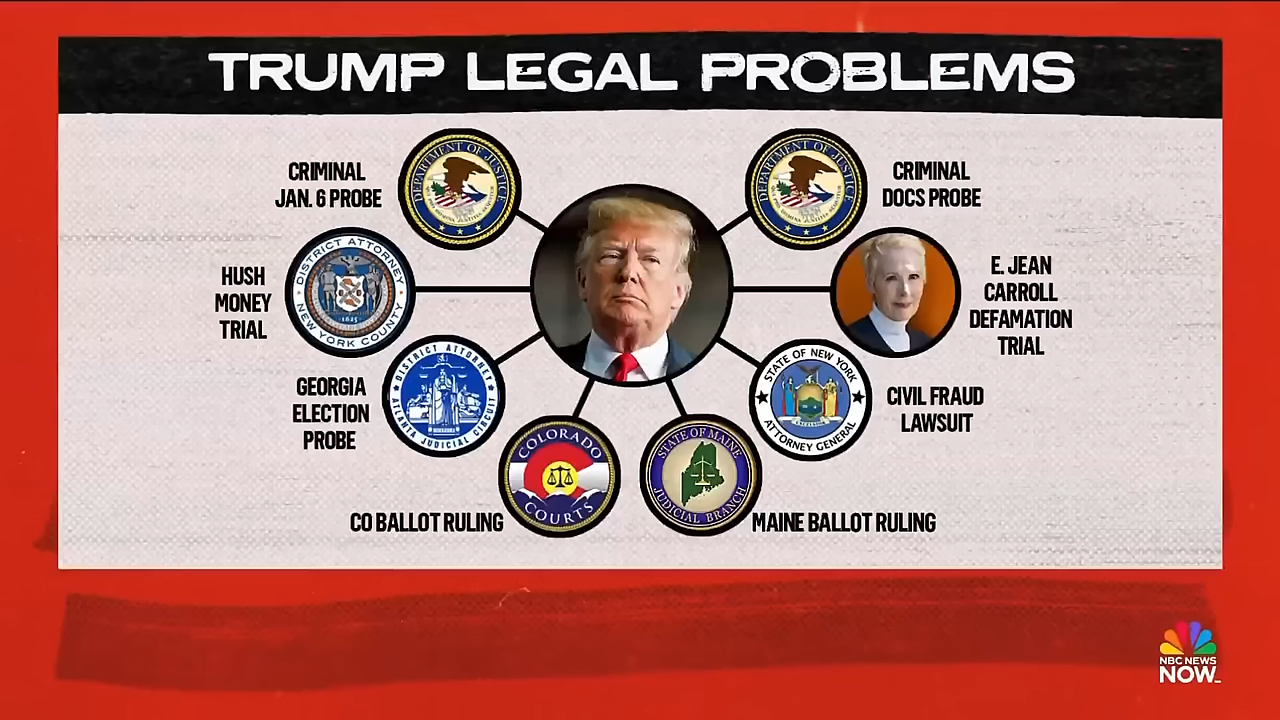 TRUMP LEGAL PROBLEMS
CRIMINAL
JAN. 6 PROBE
DEPARTMENT OF JUSTICE
DEPARTMENT OF JUSTICE
CRIMINAL
DOCS PROBE
HUSH
MONEY
TRIAL
DISTRICT ATTORNEY
NEW YORK COUNTY
1625
E. JEAN
CARROLL
DEFAMATION
TRIAL
GEORGIA
ELECTION
PROBE
DISTRICT ATTORNEY
ATLANTA JUDICIAL CIRCUIT
STATE OF NEW YORK
ATTORNEY GENERAL
CIVIL FRAUD
LAWSUIT
CO BALLOT RULING
COLORADO
COURTS
STATE OF MAINE
JUDICIAL BRANCH
MAINE BALLOT RULING
NBC NEWS
NOW